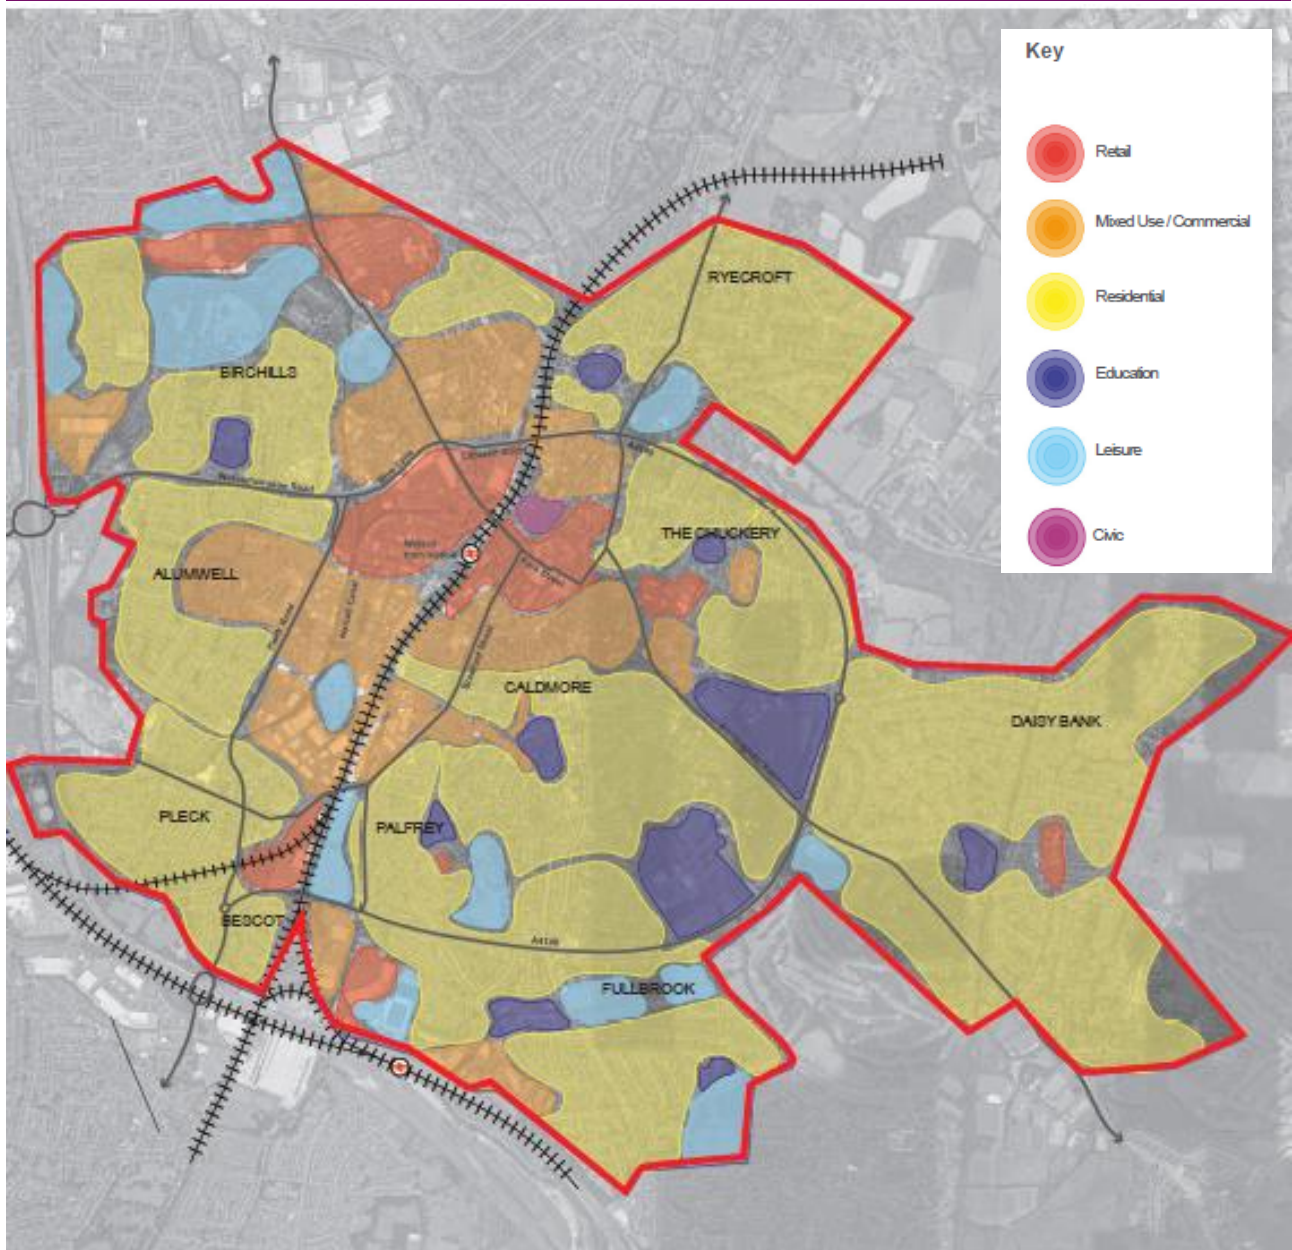 Key
Retail
Mixed Use / Commercial
Residential
Education
Leisure
Civic
RYECROFT
BIRCHILLS
THE CHUCKERY
ALUMWELL
CALDMORE
DAISY BANK
PLECK
PALFREY
BESCOT
FULLBROOK